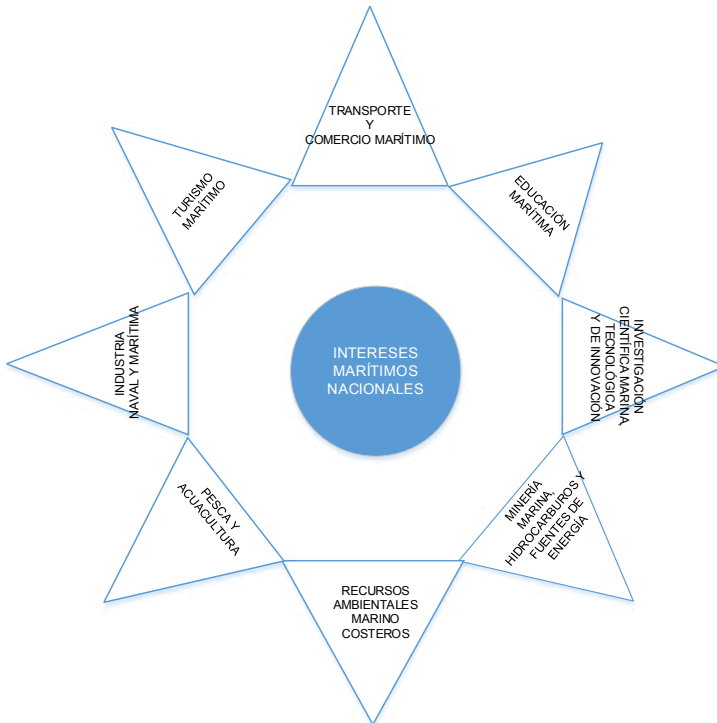 TRANSPORTE
Y
COMERCIO MARÍTIMO
EDUCACIÓN
MARÍTIMA
INVESTIGACIÓN
CIENTÍFICA MARINA,
TECNOLÓGICA
Y DE INNOVACIÓN
MINERÍA
MARINA,
HIDROCARBUROS Y
FUENTES DE
ENERGÍA
RECURSOS
AMBIENTALES
MARINO
COSTEROS
PESCA Y
ACUACULTURA
INDUSTRIA
NAVAL Y MARÍTIMA
TURISMO
MARÍTIMO
INTERESES
MARÍTIMOS
NACIONALES